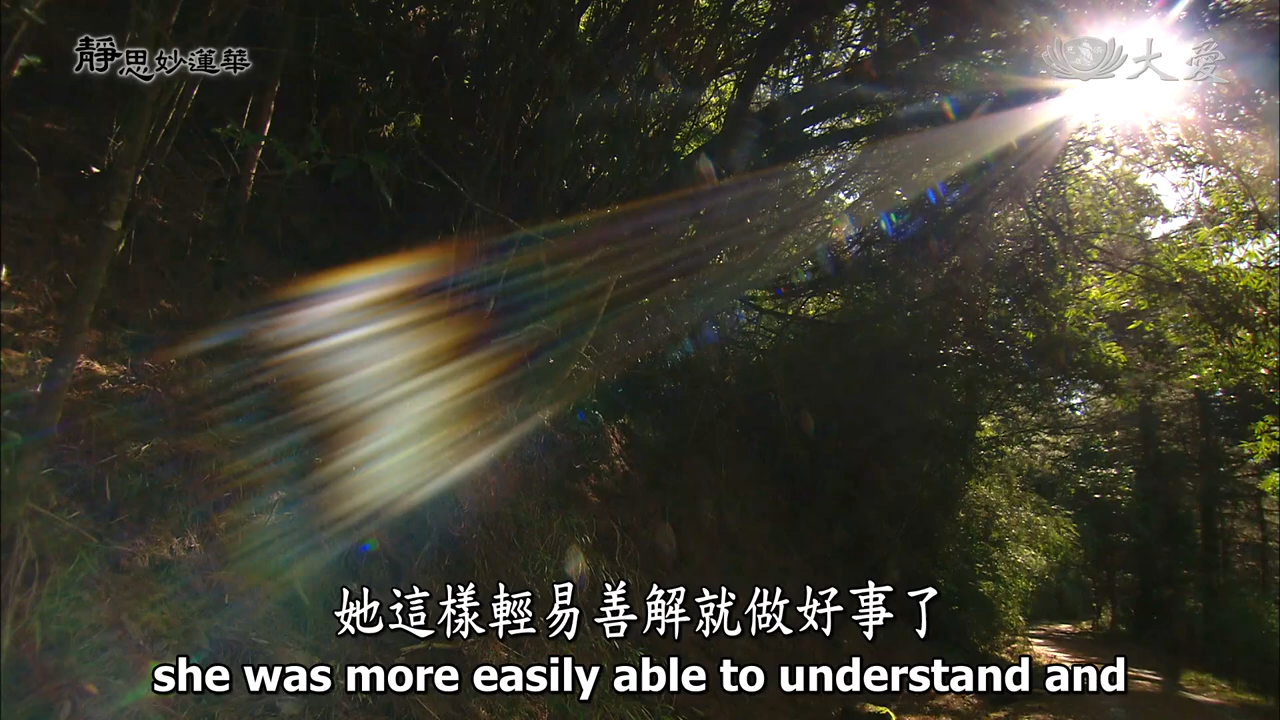 靜思妙蓮華
大愛
她這樣輕易善解就做好事了
she was more easily able to understand and